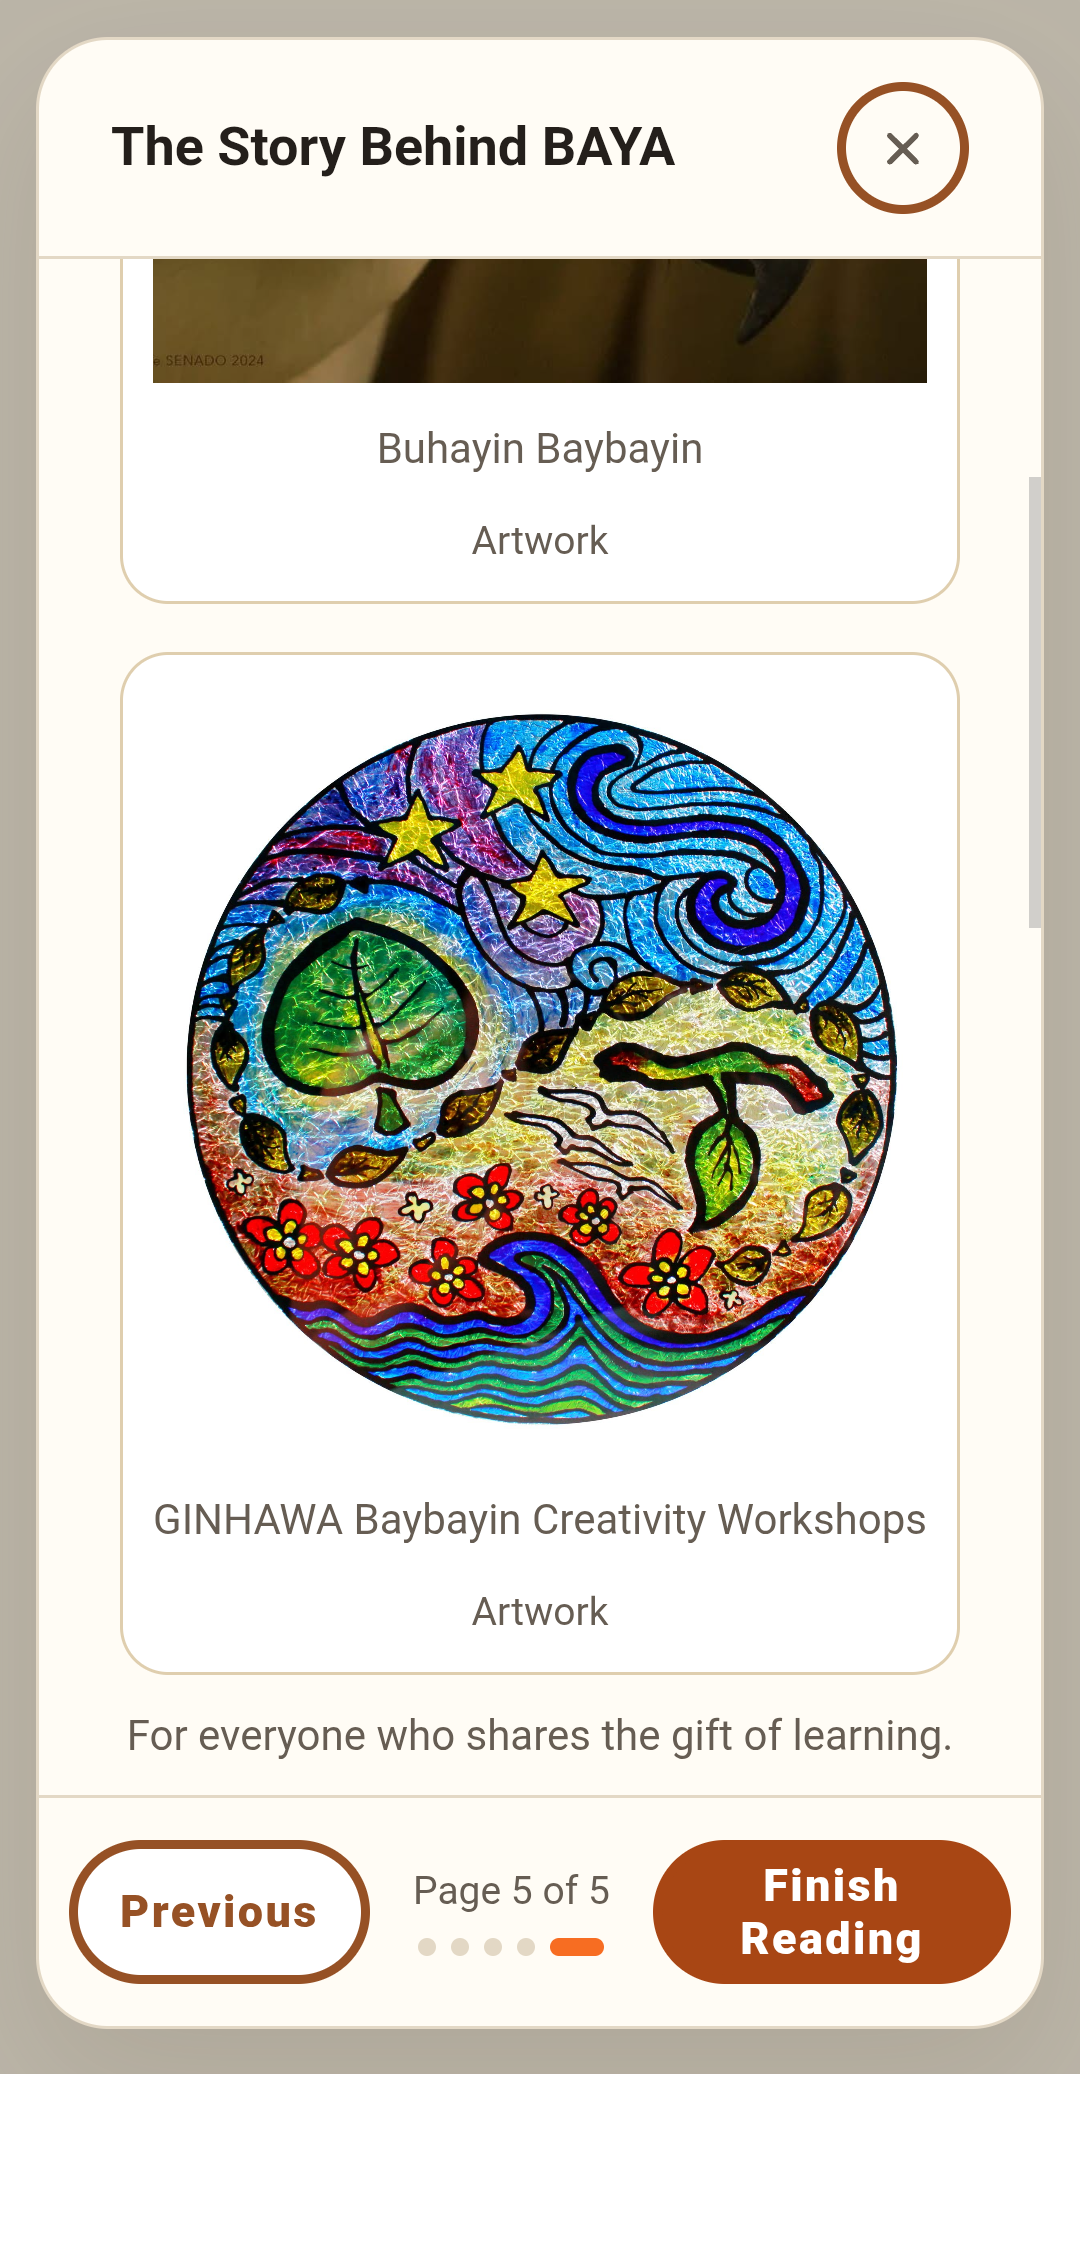 The Story Behind BAYA
e SENADO 2024
Buhayin Baybayin
Artwork
GINHAWA Baybayin Creativity Workshops
Artwork
For everyone who shares the gift of learning.
Previous
Page 5 of 5
Finish
Reading